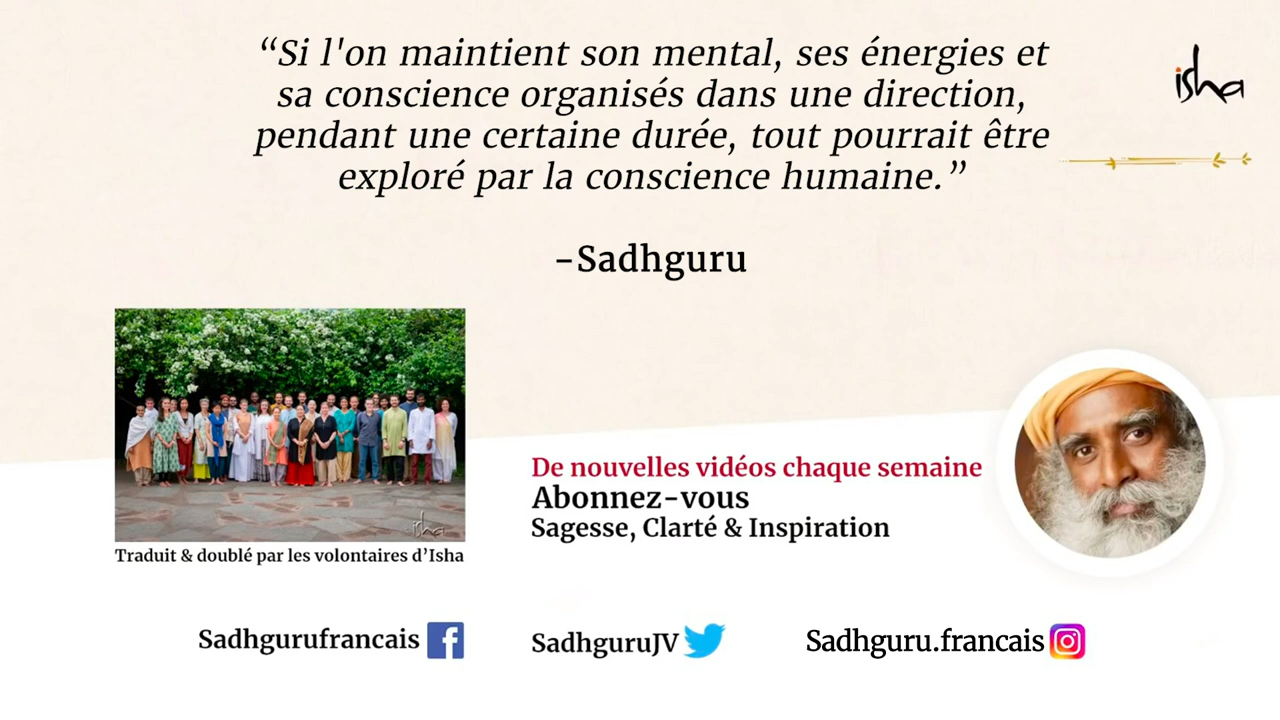 “Si l'on maintient son mental, ses énergies et
sa conscience organisés dans une direction,
pendant une certaine durée, tout pourrait être
exploré par la conscience humaine.”
-Sadhguru
isha
isha
Traduit & doublé par les volontaires d’Isha
De nouvelles vidéos chaque semaine
Abonnez-vous
Sagesse, Clarté & Inspiration
Sadhgurufrancais
SadhguruJV
Sadhguru.francais